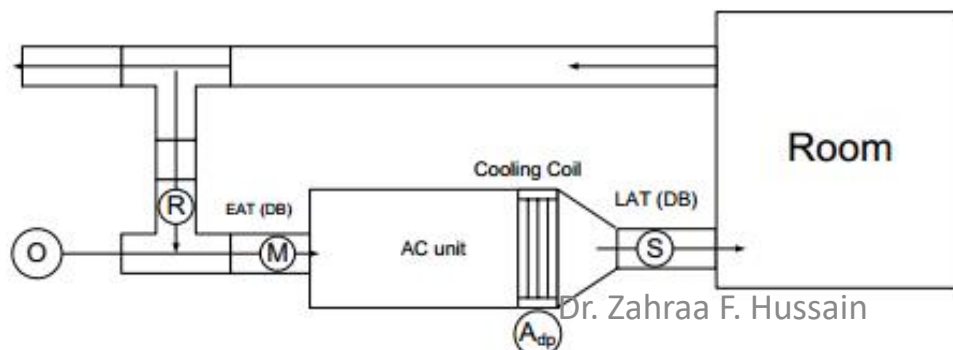 Room
Cooling Coil
R
EAT (DB)
LAT (DB)
O
M
AC unit
S
Dr. Zahraa F. Hussain
Adp